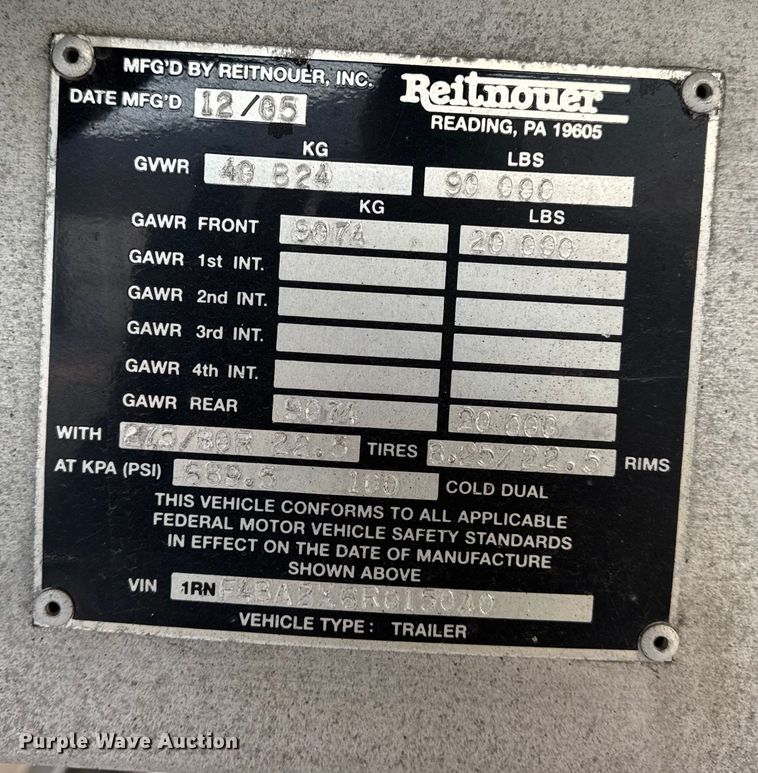 MFG'D BY REITNOUER, INC.
Reitnouer
DATE MFG'D 12/05
READING, PA 19605
KG LBS
GVWR 40 824 90 000
KG LBS
GAWR FRONT 9074 20.000
GAWR 1st INT.
GAWR 2nd INT.
GAWR 3rd INT.
GAWR 4th INT.
GAWR REAR 9074 20.000
WITH 275/80R 22.5 TIRES 8.25/22.5 RIMS
AT KPA (PSI) 689.5 100 COLD DUAL
THIS VEHICLE CONFORMS TO ALL APPLICABLE
FEDERAL MOTOR VEHICLE SAFETY STANDARDS
IN EFFECT ON THE DATE OF MANUFACTURE
SHOWN ABOVE
VIN 1RN F48A2X6R015040
VEHICLE TYPE: TRAILER
Purple Wave Auction